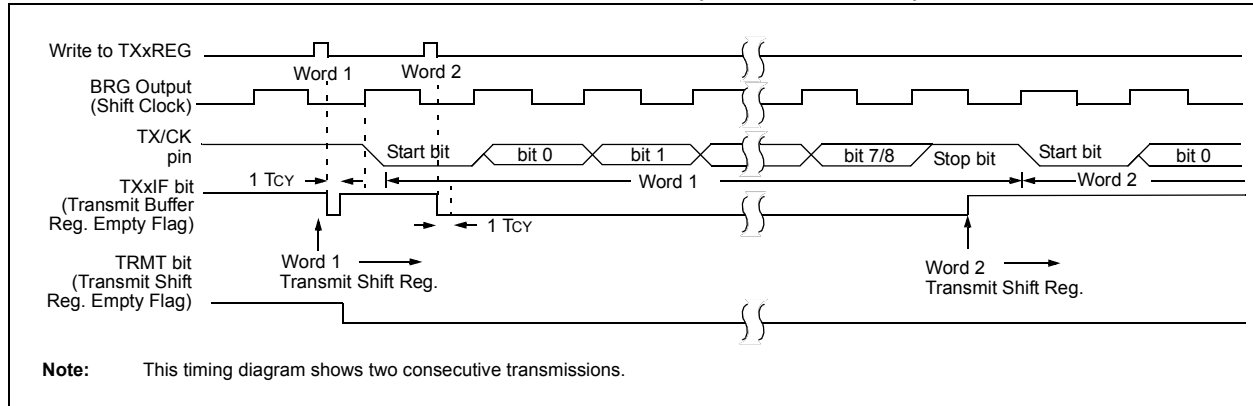 Write to TXxREG
Word 1 Word 2
BRG Output
(Shift Clock)
TX/CK
pin
Start bit bit 0 bit 1 bit 7/8 Stop bit Start bit bit 0
1 TCY
Word 1 Word 2
TXxIF bit
(Transmit Buffer
Reg. Empty Flag)
1 TCY
Word 1
Transmit Shift Reg.
Word 2
Transmit Shift Reg.
TRMT bit
(Transmit Shift
Reg. Empty Flag)
Note: This timing diagram shows two consecutive transmissions.